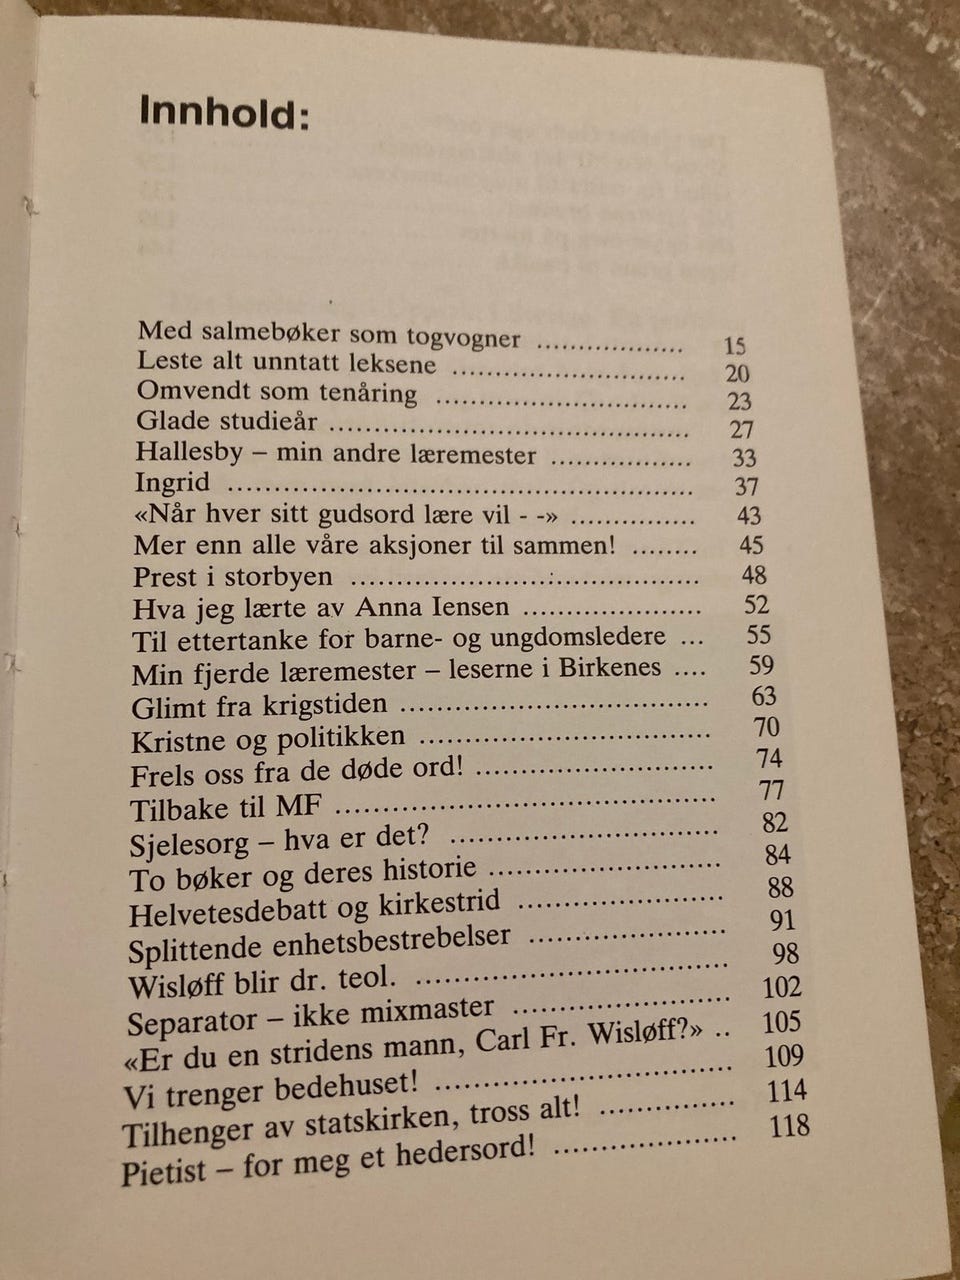 Innhold:
Med salmebøker som togvogner .................. 15
Leste alt unntatt leksene ............................ 20
Omvendt som tenåring .............................. 23
Glade studieår ........................................... 27
Hallesby – min andre læremester ................. 33
Ingrid ........................................................ 37
«Når hver sitt gudsord lære vil - -» ............... 43
Mer enn alle våre aksjoner til sammen! ........ 45
Prest i storbyen .......................................... 48
Hva jeg lærte av Anna Iensen ...................... 52
Til ettertanke for barne- og ungdomsledere ... 55
Min fjerde læremester – leserne i Birkenes .... 59
Glimt fra krigstiden ..................................... 63
Kristne og politikken ................................... 70
Frels oss fra de døde ord! ............................ 74
Tilbake til MF ............................................. 77
Sjelesorg – hva er det? ................................ 82
To bøker og deres historie ........................... 84
Helvetesdebatt og kirkestrid ........................ 88
Splittende enhetsbestrebelser ....................... 91
Wisløff blir dr. teol. ..................................... 98
Separator – ikke mixmaster .......................... 102
«Er du en stridens mann, Carl Fr. Wisløff?» .. 105
Vi trenger bedehuset! ................................... 109
Tilhenger av statskirken, tross alt! ................ 114
Pietist – for meg et hedersord! ...................... 118